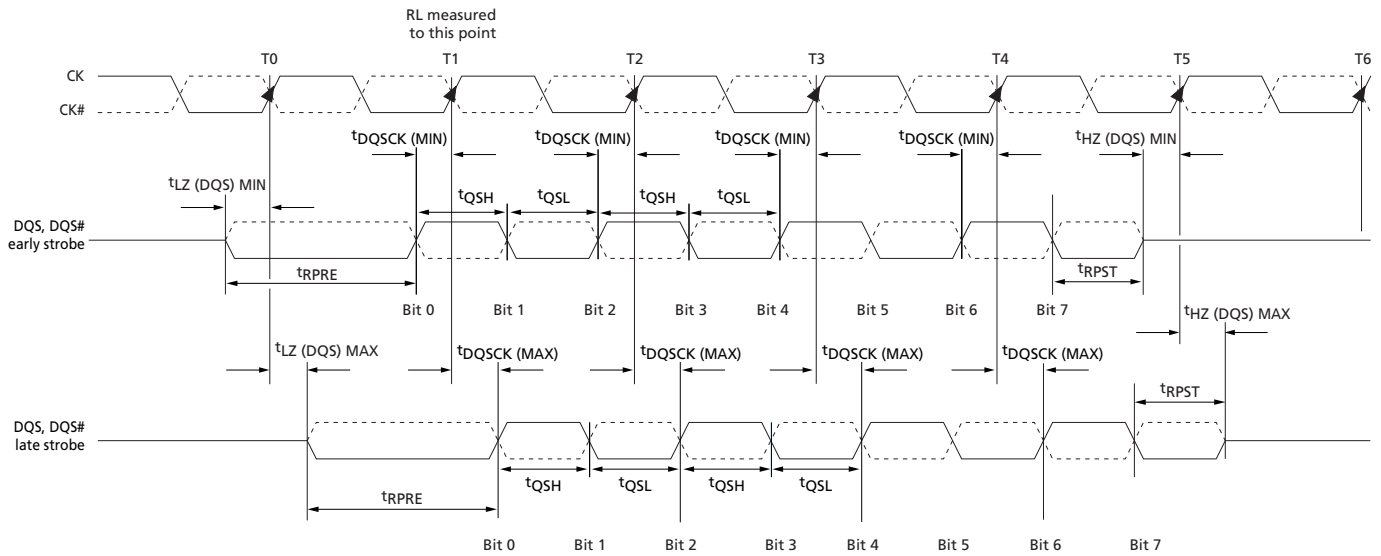 RL measured
to this point
T0 T1 T2 T3 T4 T5 T6
CK
CK#
tDQSCK (MIN) tDQSCK (MIN) tDQSCK (MIN) tDQSCK (MIN) tHZ (DQS) MIN
tLZ (DQS) MIN
tQSH tQSL tQSH tQSL
DQS, DQS#
early strobe
tRPRE tRPST
Bit 0 Bit 1 Bit 2 Bit 3 Bit 4 Bit 5 Bit 6 Bit 7
tHZ (DQS) MAX
tLZ (DQS) MAX tDQSCK (MAX) tDQSCK (MAX) tDQSCK (MAX) tDQSCK (MAX)
tRPST
DQS, DQS#
late strobe
tQSH tQSL tQSH tQSL
tRPRE
Bit 0 Bit 1 Bit 2 Bit 3 Bit 4 Bit 5 Bit 6 Bit 7